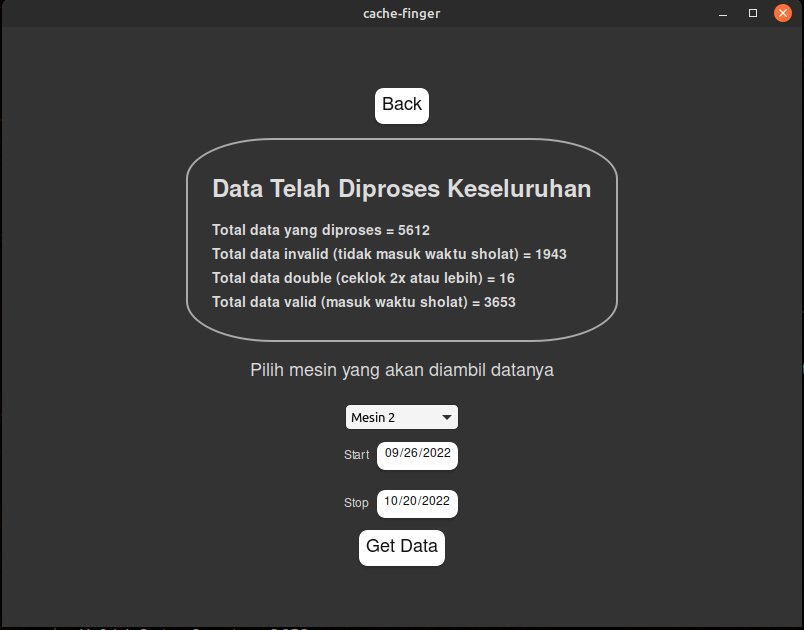 cache-finger
Back
Data Telah Diproses Keseluruhan
Total data yang diproses = 5612
Total data invalid (tidak masuk waktu sholat) = 1943
Total data double (ceklok 2x atau lebih) = 16
Total data valid (masuk waktu sholat) = 3653
Pilih mesin yang akan diambil datanya
Mesin 2
Start 09/26/2022
Stop 10/20/2022
Get Data